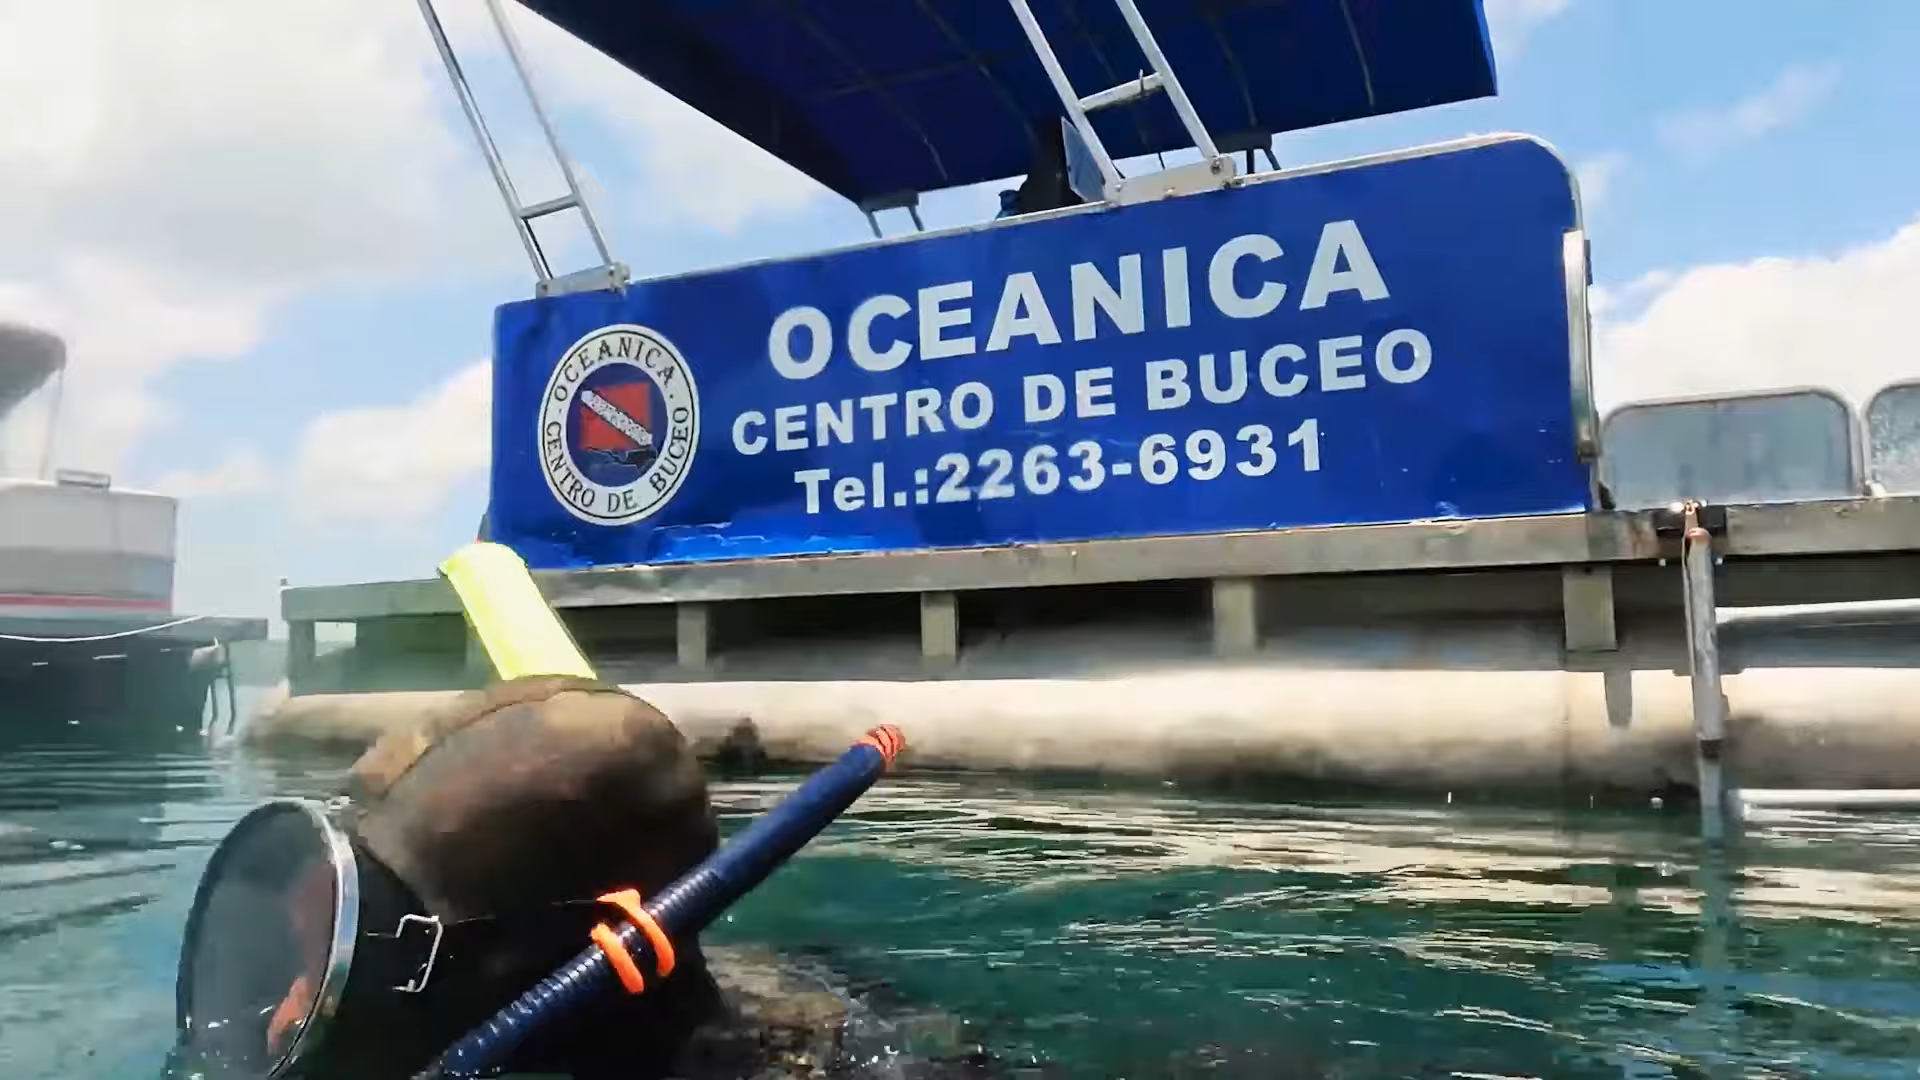 OCEANICA
CENTRO DE BUCEO
Tel.:2263-6931
· OCEANICA ·
CENTRO DE BUCEO